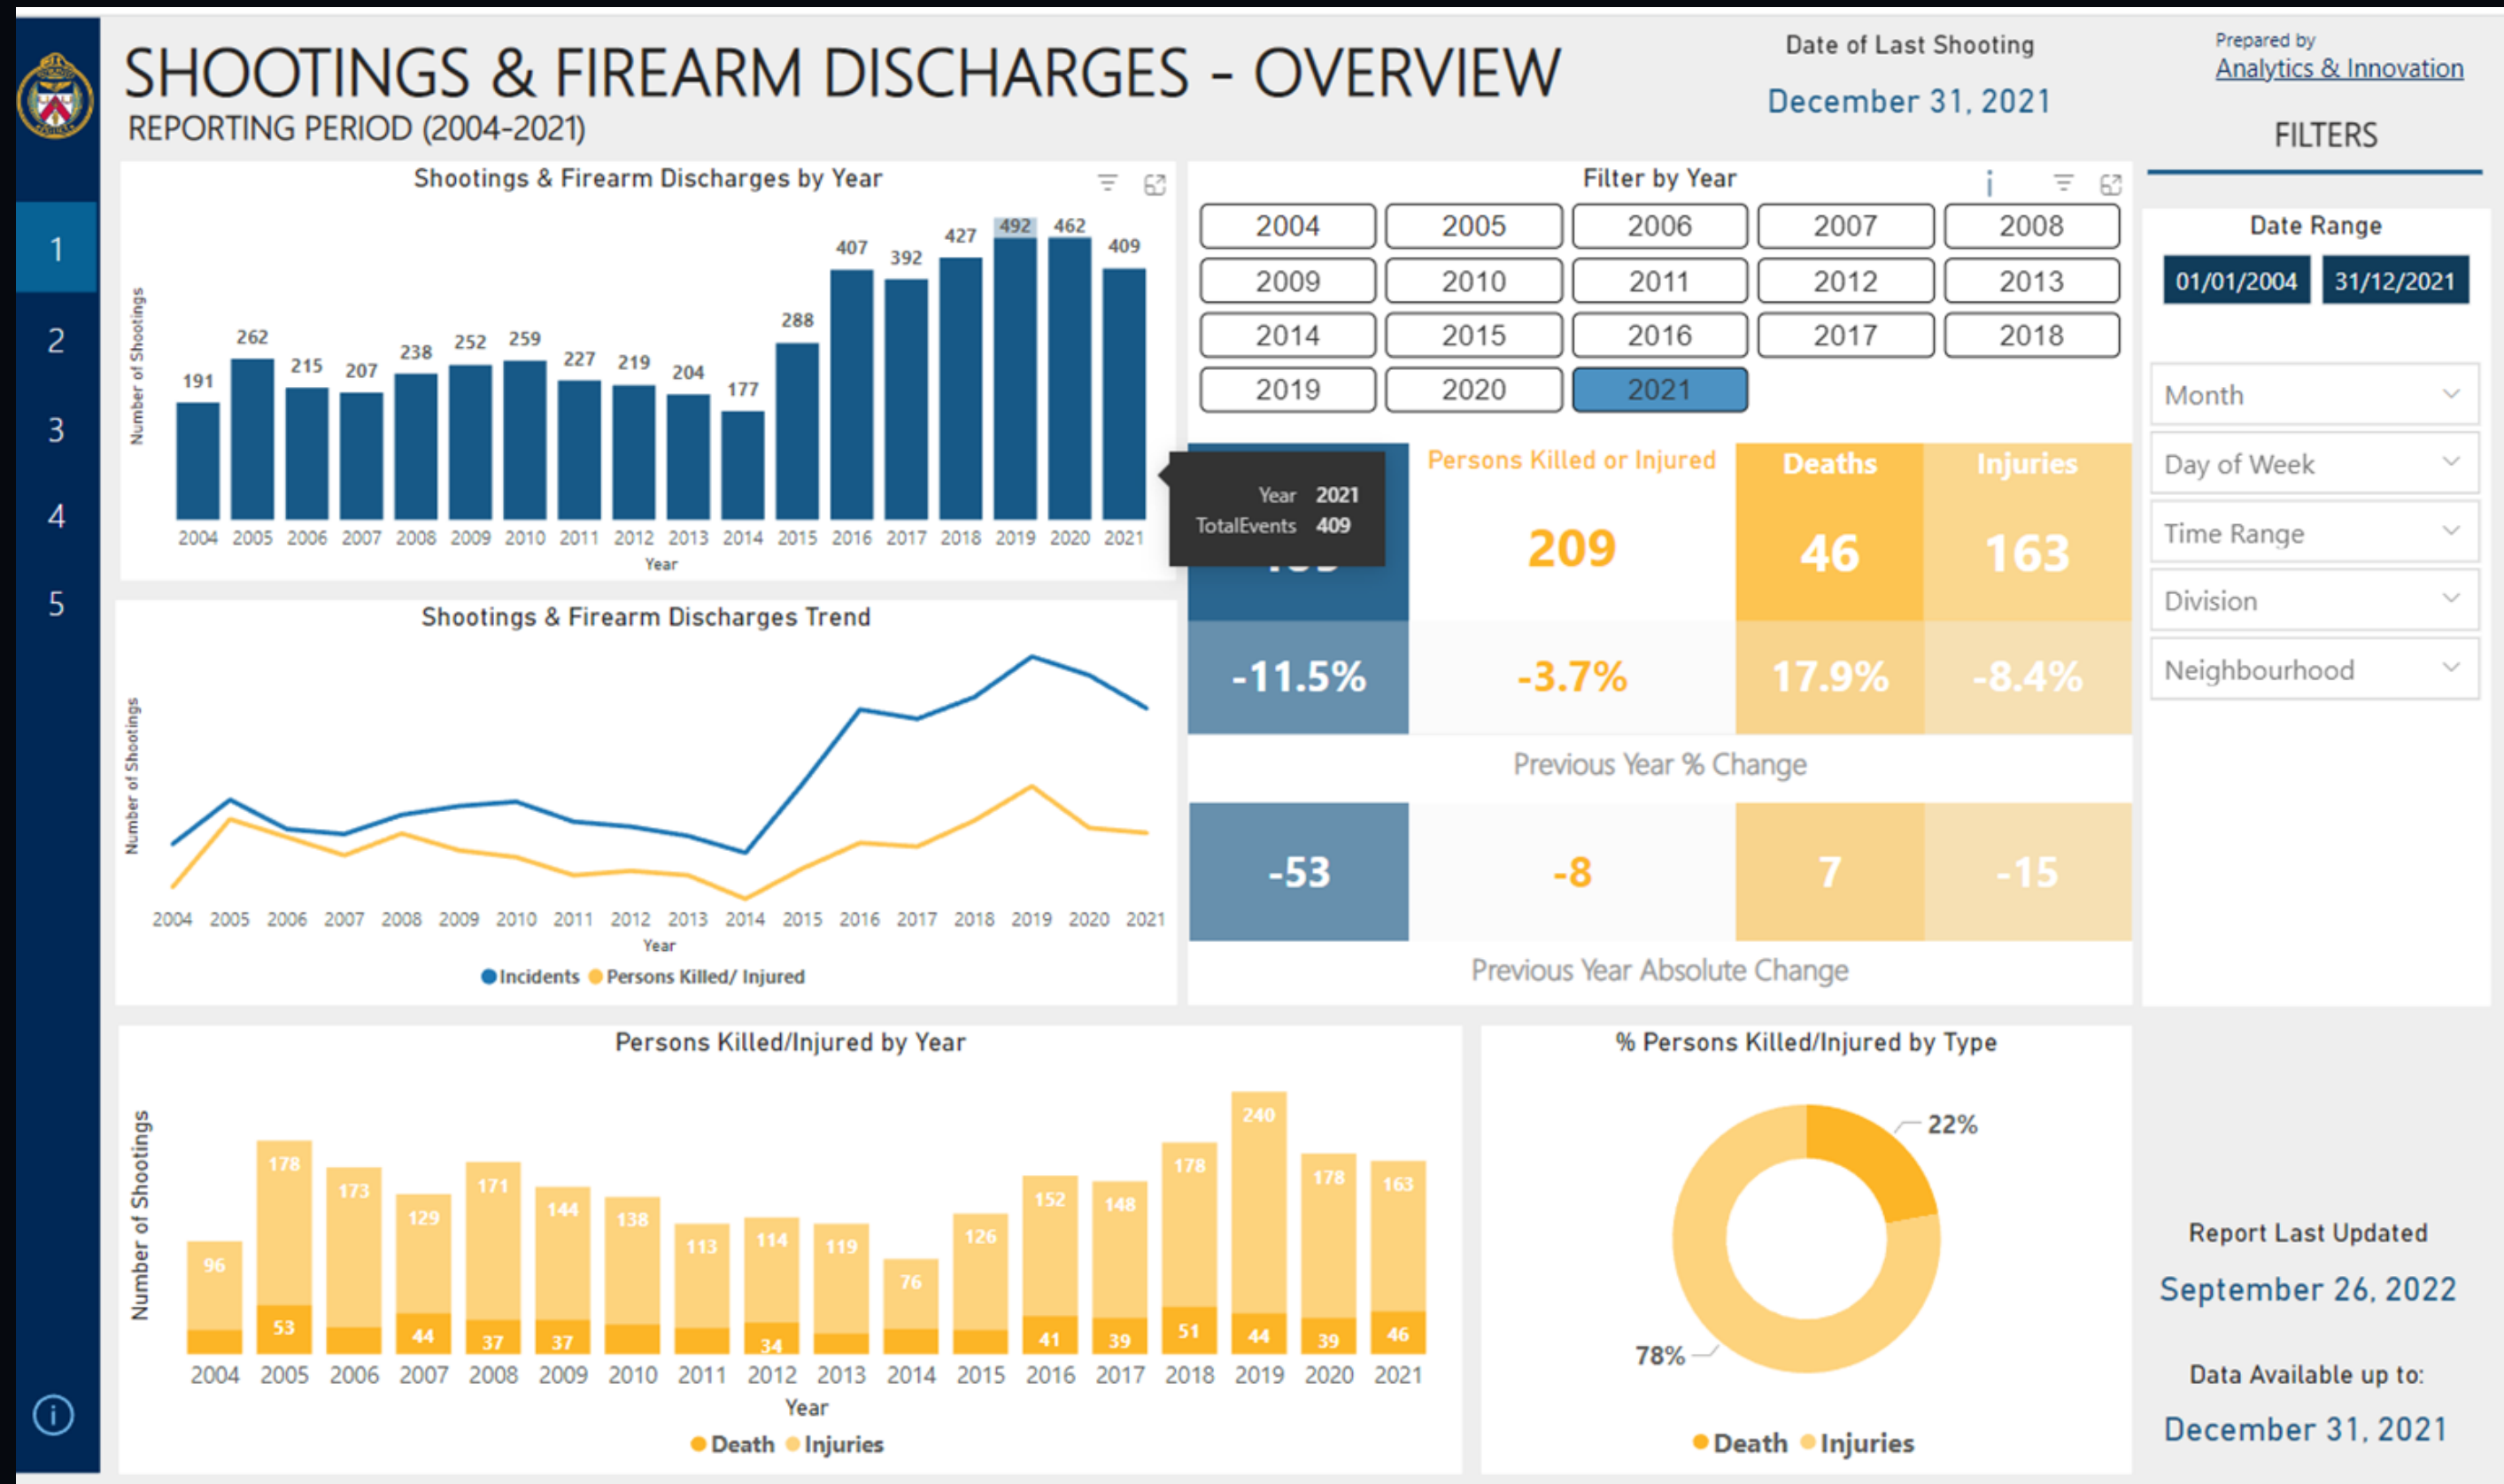 SHOOTINGS & FIREARM DISCHARGES - OVERVIEW
REPORTING PERIOD (2004-2021)
Date of Last Shooting
December 31, 2021
Prepared by
Analytics & Innovation
FILTERS
1
2
3
4
5
Shootings & Firearm Discharges by Year
Number of Shootings
191 262 215 207 238 252 259 227 219 204 177 288 407 392 427 492 462 409
2004 2005 2006 2007 2008 2009 2010 2011 2012 2013 2014 2015 2016 2017 2018 2019 2020 2021
Year
Year 2021
TotalEvents 409
Filter by Year
2004 2005 2006 2007 2008
2009 2010 2011 2012 2013
2014 2015 2016 2017 2018
2019 2020 2021
Persons Killed or Injured Deaths Injuries
209 46 163
-11.5% -3.7% 17.9% -8.4%
Previous Year % Change
-53 -8 7 -15
Previous Year Absolute Change
Date Range
01/01/2004 31/12/2021
Month
Day of Week
Time Range
Division
Neighbourhood
Shootings & Firearm Discharges Trend
Number of Shootings
2004 2005 2006 2007 2008 2009 2010 2011 2012 2013 2014 2015 2016 2017 2018 2019 2020 2021
Year
Incidents Persons Killed/ Injured
Persons Killed/Injured by Year
Number of Shootings
96 178 173 129 171 144 138 113 114 119 76 126 152 148 178 240 178 163
53 44 37 37 34 41 39 51 44 39 46
2004 2005 2006 2007 2008 2009 2010 2011 2012 2013 2014 2015 2016 2017 2018 2019 2020 2021
Year
Death Injuries
% Persons Killed/Injured by Type
22%
78%
Death Injuries
Report Last Updated
September 26, 2022
Data Available up to:
December 31, 2021